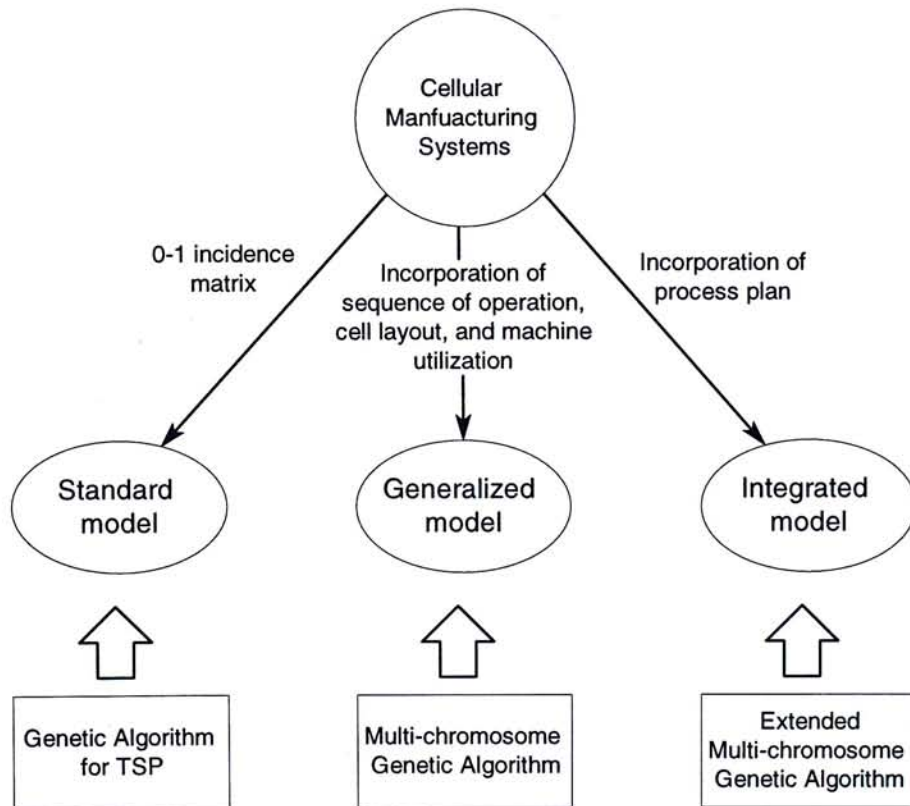 Cellular
Manfuacturing
Systems
0-1 incidence
matrix
Incorporation of
sequence of operation,
cell layout, and machine
utilization
Incorporation of
process plan
Standard
model
Generalized
model
Integrated
model
Genetic Algorithm
for TSP
Multi-chromosome
Genetic Algorithm
Extended
Multi-chromosome
Genetic Algorithm